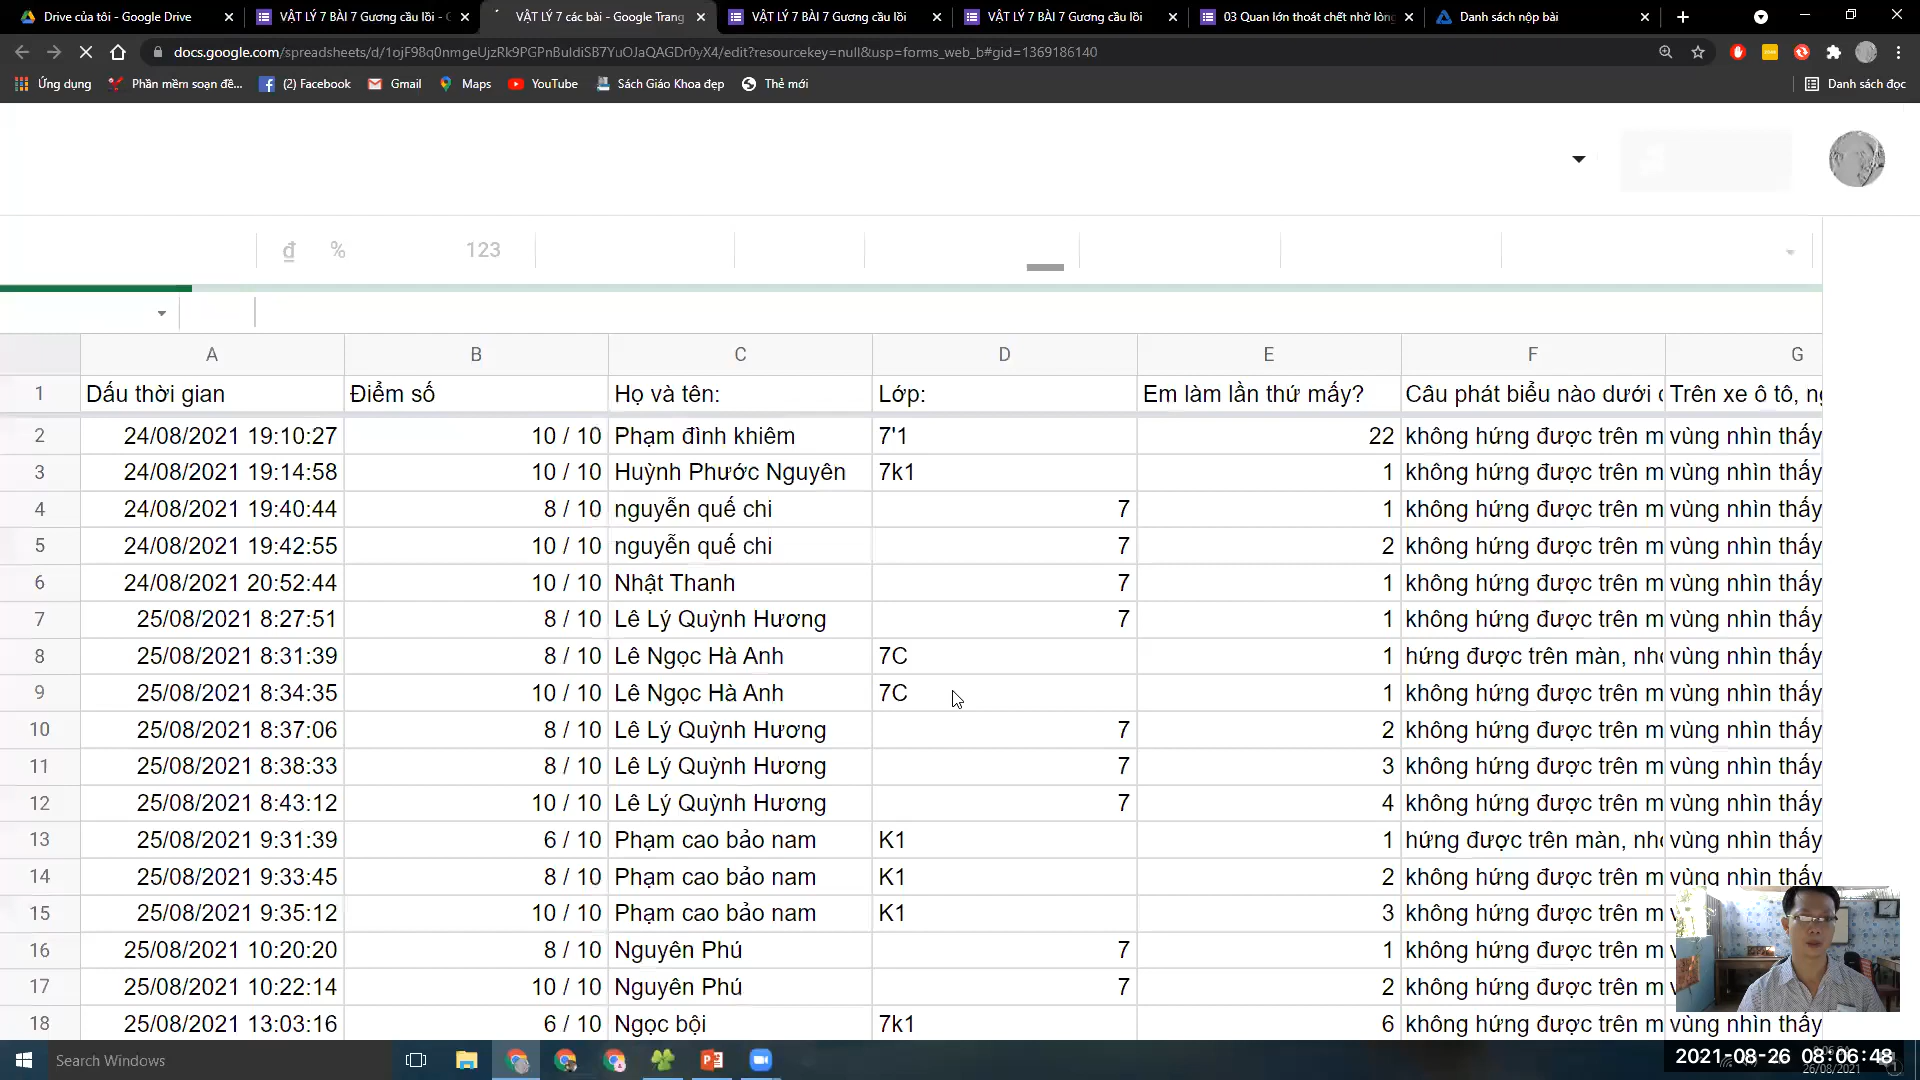 Drive của tôi - Google Drive
VẬT LÝ 7 BÀI 7 Gương cầu lồi - G
VẬT LÝ 7 các bài - Google Trang
VẬT LÝ 7 BÀI 7 Gương cầu lồi
VẬT LÝ 7 BÀI 7 Gương cầu lồi
03 Quan lớn thoát chết nhờ lòng
Danh sách nộp bài
docs.google.com/spreadsheets/d/1ojF98q0nmgeUjzRk9PGPnBuldiSB7YuOJaQAGDr0yX4/edit?resourcekey=null&usp=forms_web_b#gid=1369186140
Ứng dụng
Phần mềm soạn đề...
(2) Facebook
Gmail
Maps
YouTube
Sách Giáo Khoa điện
Thẻ mới
Danh sách đọc
đ % 123
A B C D E F G
1 Dấu thời gian Điểm số Họ và tên: Lớp: Em làm lần thứ mấy? Câu phát biểu nào dưới c Trên xe ô tô, ng
2 24/08/2021 19:10:27 10 / 10 Phạm đình khiêm 7'1 22 không hứng được trên m vùng nhìn thấy
3 24/08/2021 19:14:58 10 / 10 Huỳnh Phước Nguyên 7k1 1 không hứng được trên m vùng nhìn thấy
4 24/08/2021 19:40:44 8 / 10 nguyễn quế chi 7 1 không hứng được trên m vùng nhìn thấy
5 24/08/2021 19:42:55 10 / 10 nguyễn quế chi 7 2 không hứng được trên m vùng nhìn thấy
6 24/08/2021 20:52:44 10 / 10 Nhật Thanh 7 1 không hứng được trên m vùng nhìn thấy
7 25/08/2021 8:27:51 8 / 10 Lê Lý Quỳnh Hương 7 1 không hứng được trên m vùng nhìn thấy
8 25/08/2021 8:31:39 8 / 10 Lê Ngọc Hà Anh 7C 1 hứng được trên màn, nhỏ vùng nhìn thấy
9 25/08/2021 8:34:35 10 / 10 Lê Ngọc Hà Anh 7C 1 không hứng được trên m vùng nhìn thấy
10 25/08/2021 8:37:06 8 / 10 Lê Lý Quỳnh Hương 7 2 không hứng được trên m vùng nhìn thấy
11 25/08/2021 8:38:33 8 / 10 Lê Lý Quỳnh Hương 7 3 không hứng được trên m vùng nhìn thấy
12 25/08/2021 8:43:12 10 / 10 Lê Lý Quỳnh Hương 7 4 không hứng được trên m vùng nhìn thấy
13 25/08/2021 9:31:39 6 / 10 Phạm cao bảo nam K1 1 hứng được trên màn, nhỏ vùng nhìn thấy
14 25/08/2021 9:33:45 8 / 10 Phạm cao bảo nam K1 2 không hứng được trên m vùng nhìn thấy
15 25/08/2021 9:35:12 10 / 10 Phạm cao bảo nam K1 3 không hứng được trên m v
16 25/08/2021 10:20:20 8 / 10 Nguyên Phú 7 1 không hứng được trên m v
17 25/08/2021 10:22:14 10 / 10 Nguyên Phú 7 2 không hứng được trên m v
18 25/08/2021 13:03:16 6 / 10 Ngọc bội 7k1 6 không hứng được trên m vùng nhìn thấy
Search Windows
2021-08-26 08:06:48
26/08/2021